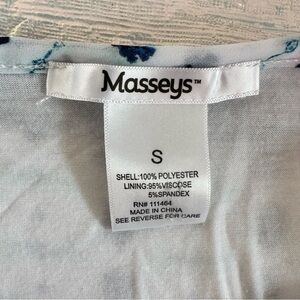 Masseys™
S
SHELL:100% POLYESTER
LINING:95%VISCOSE
5%SPANDEX
RN# 111464
MADE IN CHINA
SEE REVERSE FOR CARE